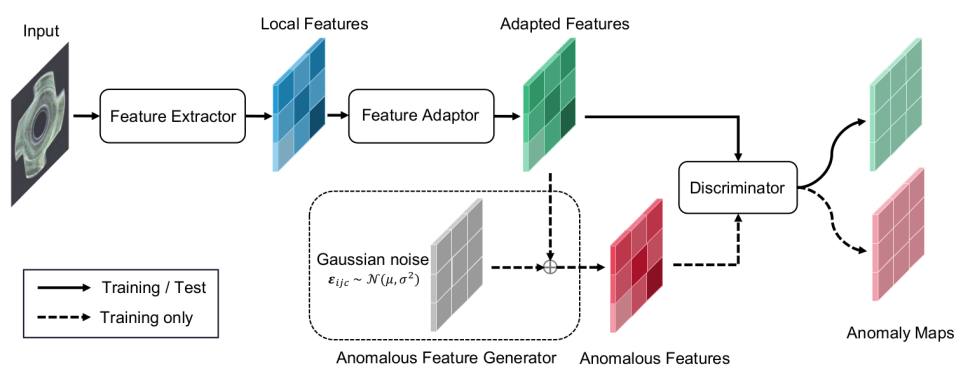 Input
Local Features
Adapted Features
Feature Extractor
Feature Adaptor
Discriminator
Gaussian noise
𝜺ᵢⱼ𝑐 ~ 𝒩(𝜇, 𝜎²)
Training / Test
Training only
Anomalous Feature Generator
Anomalous Features
Anomaly Maps